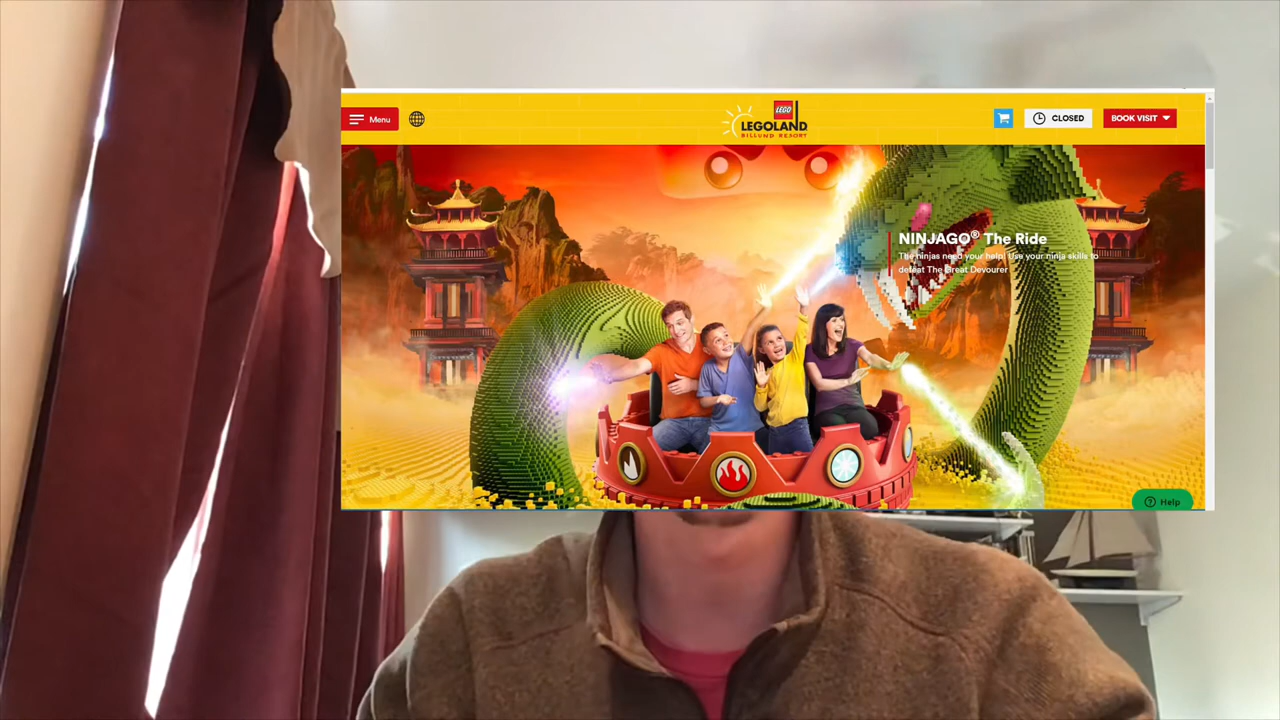 Menu
LEGO
LEGOLAND
BILLUND RESORT
CLOSED
BOOK VISIT
NINJAGO® The Ride
The ninjas need your help! Use your ninja skills to
defeat The Great Devourer
Help